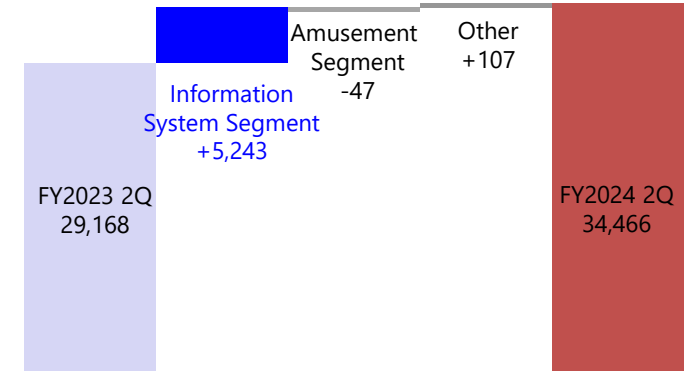 FY2023 2Q
29,168
Information
System Segment
+5,243
Amusement
Segment
-47
Other
+107
FY2024 2Q
34,466